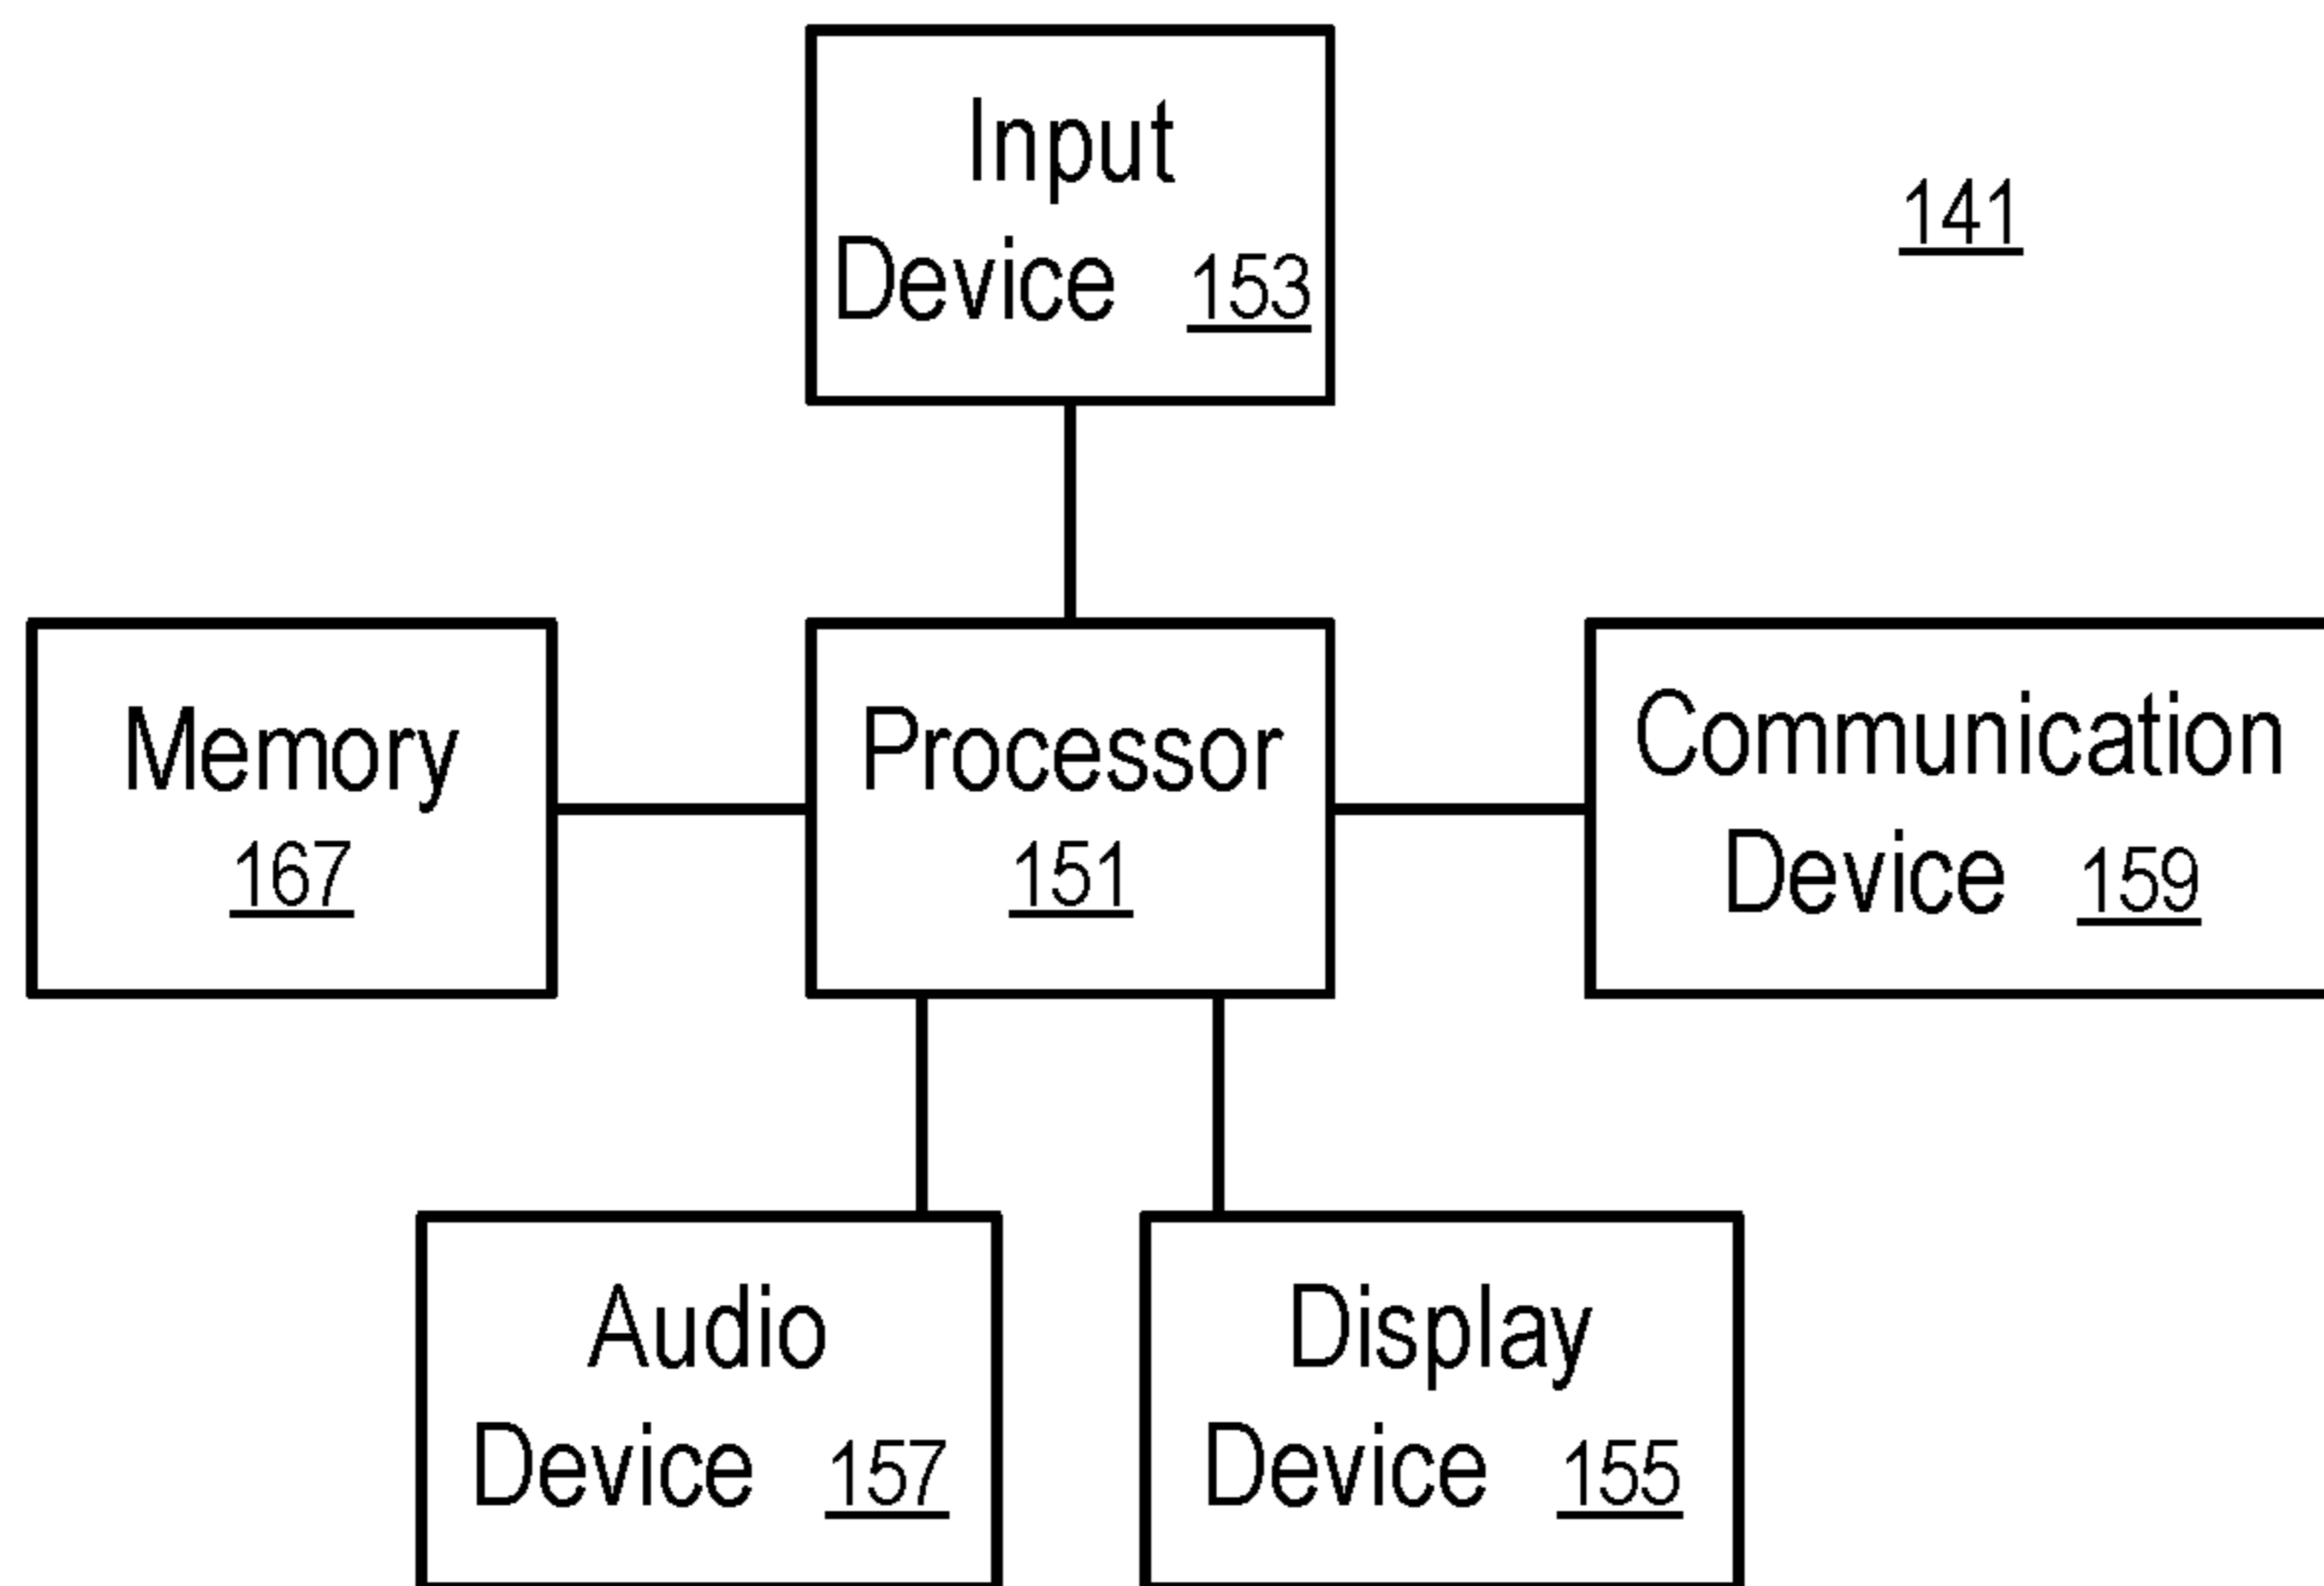 Input
Device 153
141
Memory
167
Processor
151
Communication
Device 159
Audio
Device 157
Display
Device 155